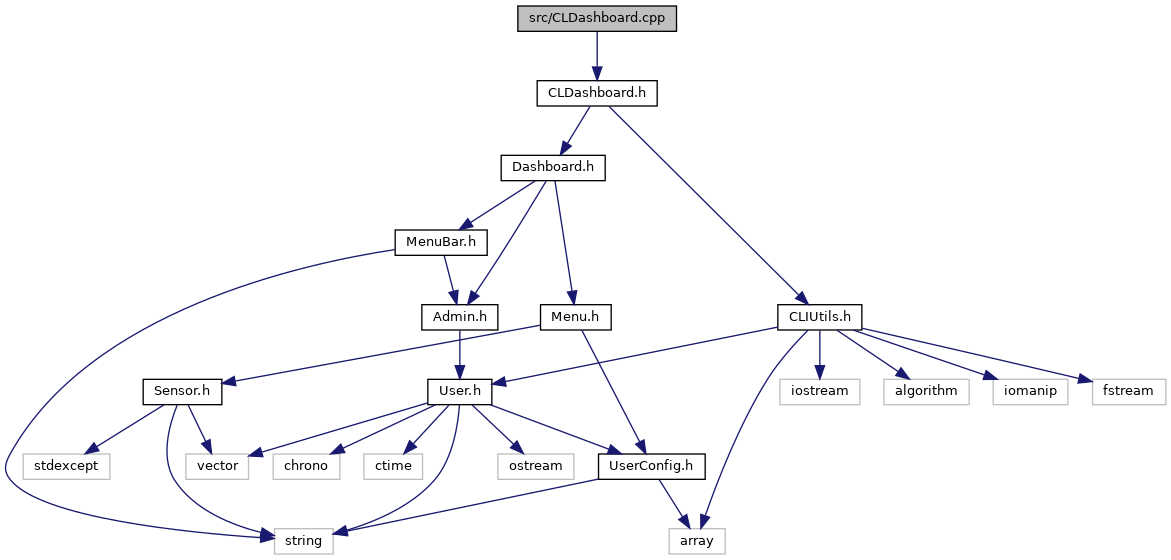 src/CLDashboard.cpp
CLDashboard.h
Dashboard.h
MenuBar.h
Admin.h
Menu.h
CLIUtils.h
Sensor.h
User.h
iostream
algorithm
iomanip
fstream
stdexcept
vector
chrono
ctime
ostream
UserConfig.h
string
array